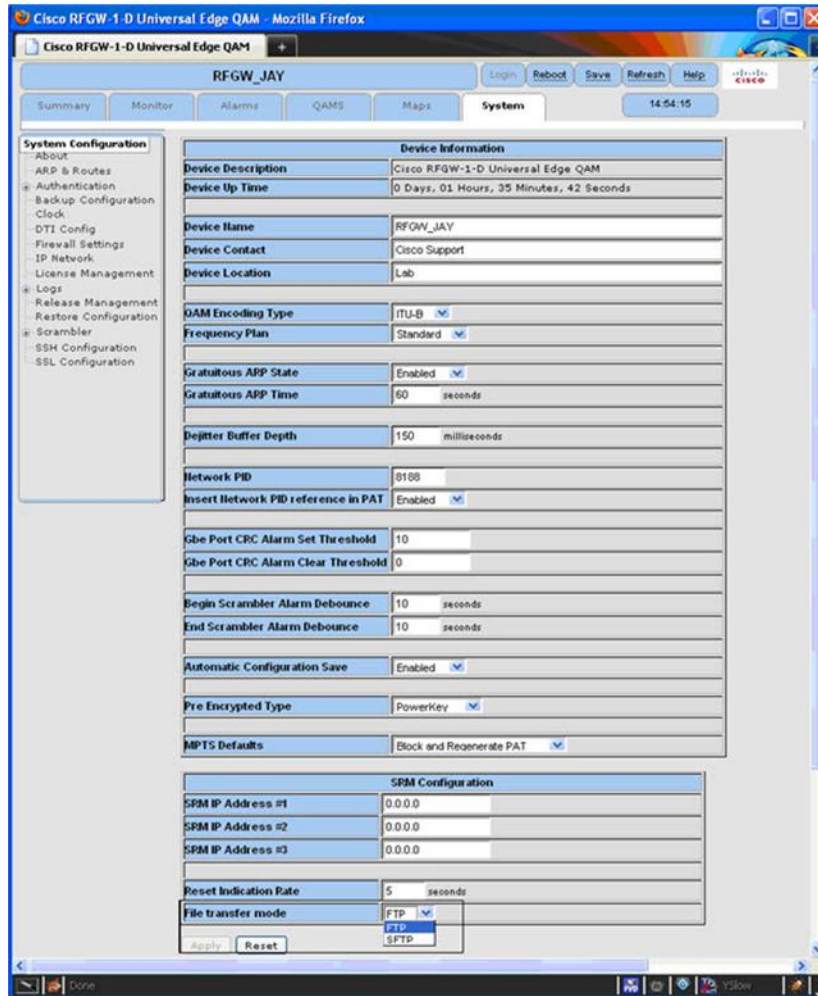 Cisco RFGW-1-D Universal Edge QAM - Mozilla Firefox
Cisco RFGW-1-D Universal Edge QAM +
RFGW_JAY Login Reboot Save Refresh Help cisco
Summary Monitor Alarms QAMS Maps System 14:54:15
System Configuration
About
ARP & Routes
Authentication
Backup Configuration
Clock
DTI Config
Firewall Settings
IP Network
License Management
Logs
Release Management
Restore Configuration
Scrambler
SSH Configuration
SSL Configuration
Device Information
Device Description Cisco RFGW-1-D Universal Edge QAM
Device Up Time 0 Days, 01 Hours, 35 Minutes, 42 Seconds
Device Name RFGW_JAY
Device Contact Cisco Support
Device Location Lab
QAM Encoding Type ITU-B
Frequency Plan Standard
Gratuitous ARP State Enabled
Gratuitous ARP Time 60 seconds
Dejitter Buffer Depth 150 milliseconds
Network PID 8188
Insert Network PID reference in PAT Enabled
Gbe Port CRC Alarm Set Threshold 10
Gbe Port CRC Alarm Clear Threshold 0
Begin Scrambler Alarm Debounce 10 seconds
End Scrambler Alarm Debounce 10 seconds
Automatic Configuration Save Enabled
Pre Encrypted Type PowerKey
MPTS Defaults Block and Regenerate PAT
SRM Configuration
SRM IP Address #1 0.0.0.0
SRM IP Address #2 0.0.0.0
SRM IP Address #3 0.0.0.0
Reset Indication Rate 5 seconds
File transfer mode FTP
FTP
SFTP
Apply Reset
Done YSlow